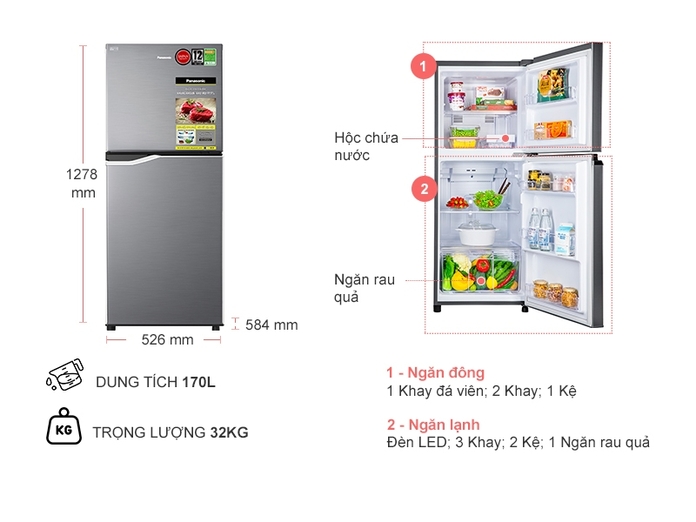 Panasonic
12
Panasonic
1278
mm
584 mm
526 mm
DUNG TÍCH 170L
KG
TRỌNG LƯỢNG 32KG
1
Hộc chứa
nước
2
Ngăn rau
quả
1 - Ngăn đông
1 Khay đá viên; 2 Khay; 1 Kệ
2 - Ngăn lạnh
Đèn LED; 3 Khay; 2 Kệ; 1 Ngăn rau quả